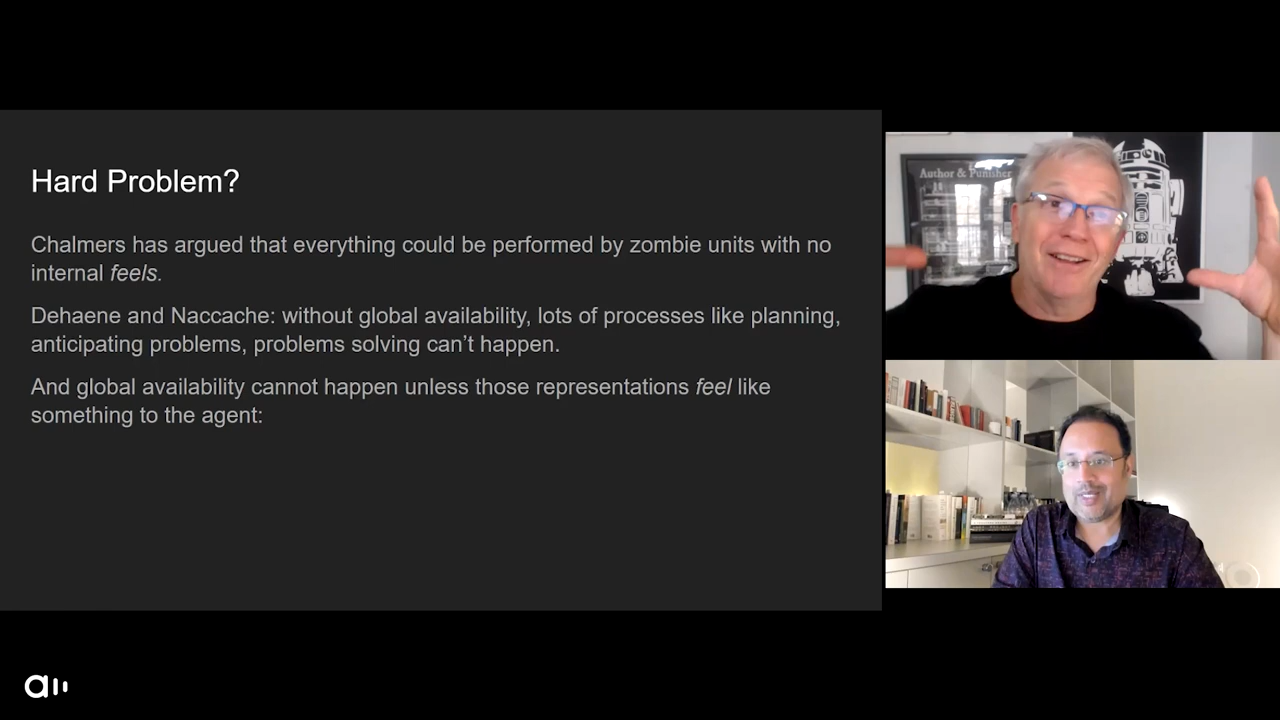 Hard Problem?
Chalmers has argued that everything could be performed by zombie units with no
internal feels.
Dehaene and Naccache: without global availability, lots of processes like planning,
anticipating problems, problems solving can't happen.
And global availability cannot happen unless those representations feel like
something to the agent:
Author & Punisher